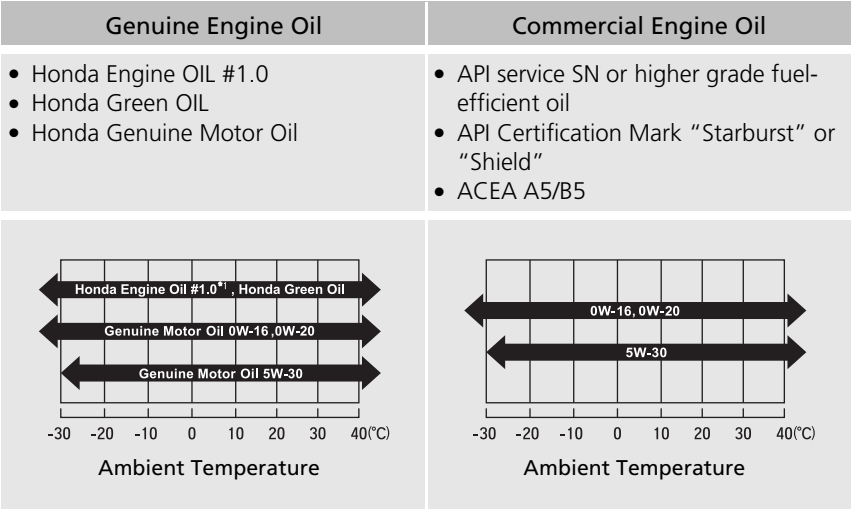 Genuine Engine Oil
Commercial Engine Oil
• Honda Engine OIL #1.0
• Honda Green OIL
• Honda Genuine Motor Oil
• API service SN or higher grade fuel-
efficient oil
• API Certification Mark “Starburst” or
“Shield”
• ACEA A5/B5
Honda Engine Oil #1.0*1 , Honda Green Oil
Genuine Motor Oil 0W-16 ,0W-20
Genuine Motor Oil 5W-30
-30 -20 -10 0 10 20 30 40(°C)
Ambient Temperature
0W-16, 0W-20
5W-30
-30 -20 -10 0 10 20 30 40(°C)
Ambient Temperature